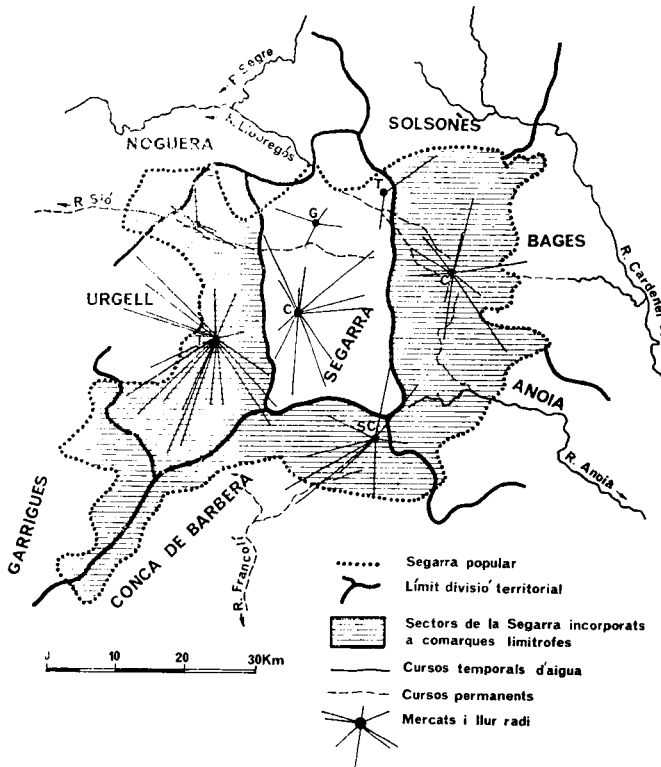 R. Segre
R. Llobregós
SOLSONÈS
NOGUERA
R. Sió
T
G
BAGES
R. Cardener
URGELL
C
C
T
SEGARRA
ANOIA
SC
R. Anoia
GARRIGUES
CONCA DE BARBERÀ
R. Francolí
Segarra popular
Límit divisió territorial
Sectors de la Segarra incorporats
a comarques limítrofes
10 20 30Km
Cursos temporals d'aigua
Cursos permanents
Mercats i llur radi